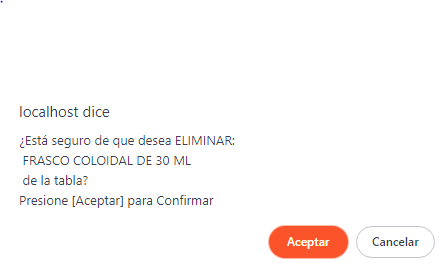 localhost dice
¿Está seguro de que desea ELIMINAR:
FRASCO COLOIDAL DE 30 ML
de la tabla?
Presione [Aceptar] para Confirmar
Aceptar
Cancelar